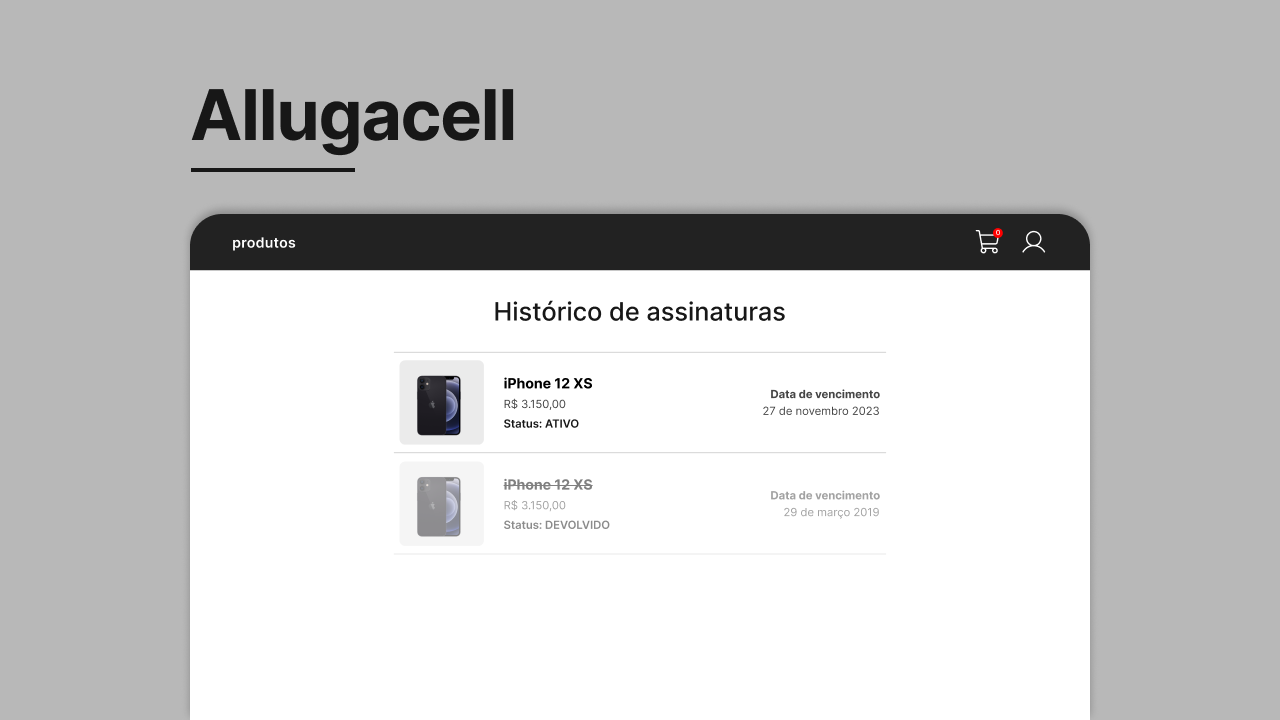 Allugacell
produtos
0
Histórico de assinaturas
iPhone 12 XS
R$ 3.150,00
Status: ATIVO
Data de vencimento
27 de novembro 2023
iPhone 12 XS
R$ 3.150,00
Status: DEVOLVIDO
Data de vencimento
29 de março 2019